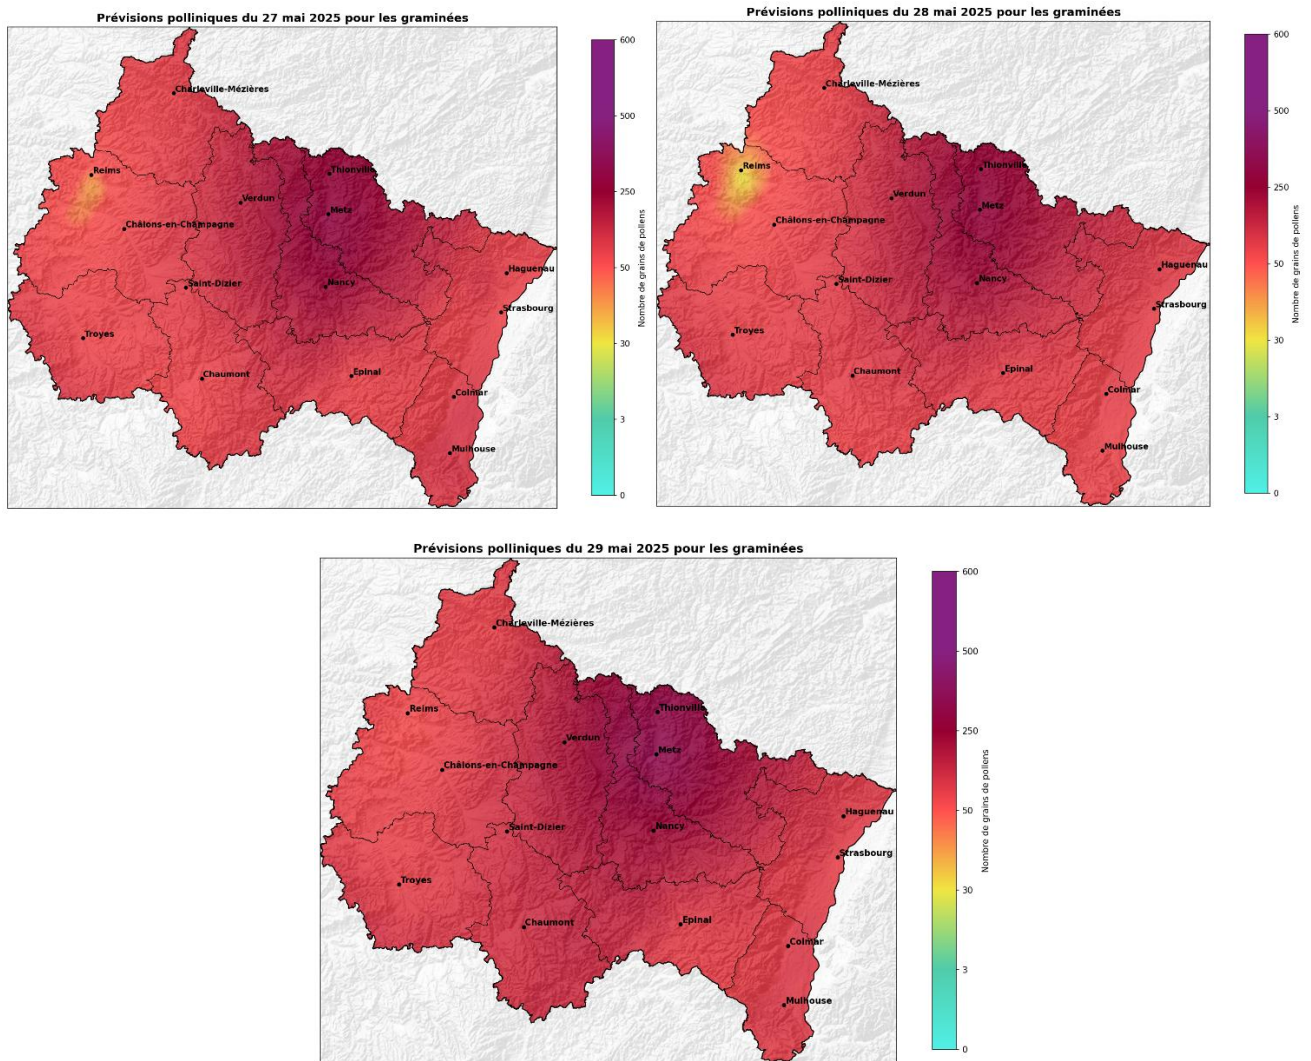 Prévisions polliniques du 27 mai 2025 pour les graminées
Charleville-Mézières
Reims
Thionville
Verdun
Metz
Châlons-en-Champagne
Haguenau
Saint-Dizier
Nancy
Strasbourg
Troyes
Chaumont
Epinal
Colmar
Mulhouse
600
500
250
50
30
3
0
Nombre de grains de pollens
Prévisions polliniques du 28 mai 2025 pour les graminées
Charleville-Mézières
Reims
Thionville
Verdun
Metz
Châlons-en-Champagne
Haguenau
Saint-Dizier
Nancy
Strasbourg
Troyes
Chaumont
Epinal
Colmar
Mulhouse
600
500
250
50
30
3
0
Nombre de grains de pollens
Prévisions polliniques du 29 mai 2025 pour les graminées
Charleville-Mézières
Reims
Thionville
Verdun
Metz
Châlons-en-Champagne
Haguenau
Saint-Dizier
Nancy
Strasbourg
Troyes
Chaumont
Epinal
Colmar
Mulhouse
600
500
250
50
30
3
0
Nombre de grains de pollens